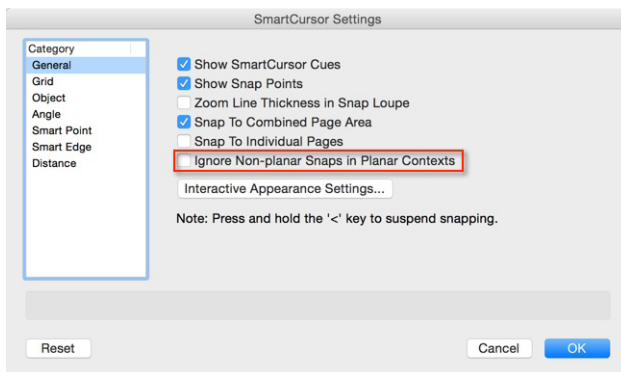 SmartCursor Settings
Category
General
Grid
Object
Angle
Smart Point
Smart Edge
Distance
Show SmartCursor Cues
Show Snap Points
Zoom Line Thickness in Snap Loupe
Snap To Combined Page Area
Snap To Individual Pages
Ignore Non-planar Snaps in Planar Contexts
Interactive Appearance Settings...
Note: Press and hold the '<' key to suspend snapping.
Reset
Cancel
OK